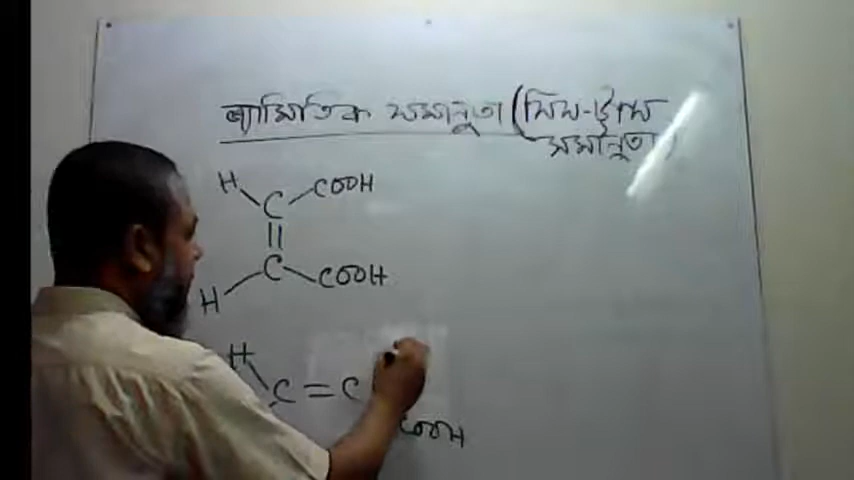 জ্যামিতিক সমানুতা (সিস-ট্রান্স
সমানুতা)
H COOH
C
||
C
H COOH
H
C = C
COOH